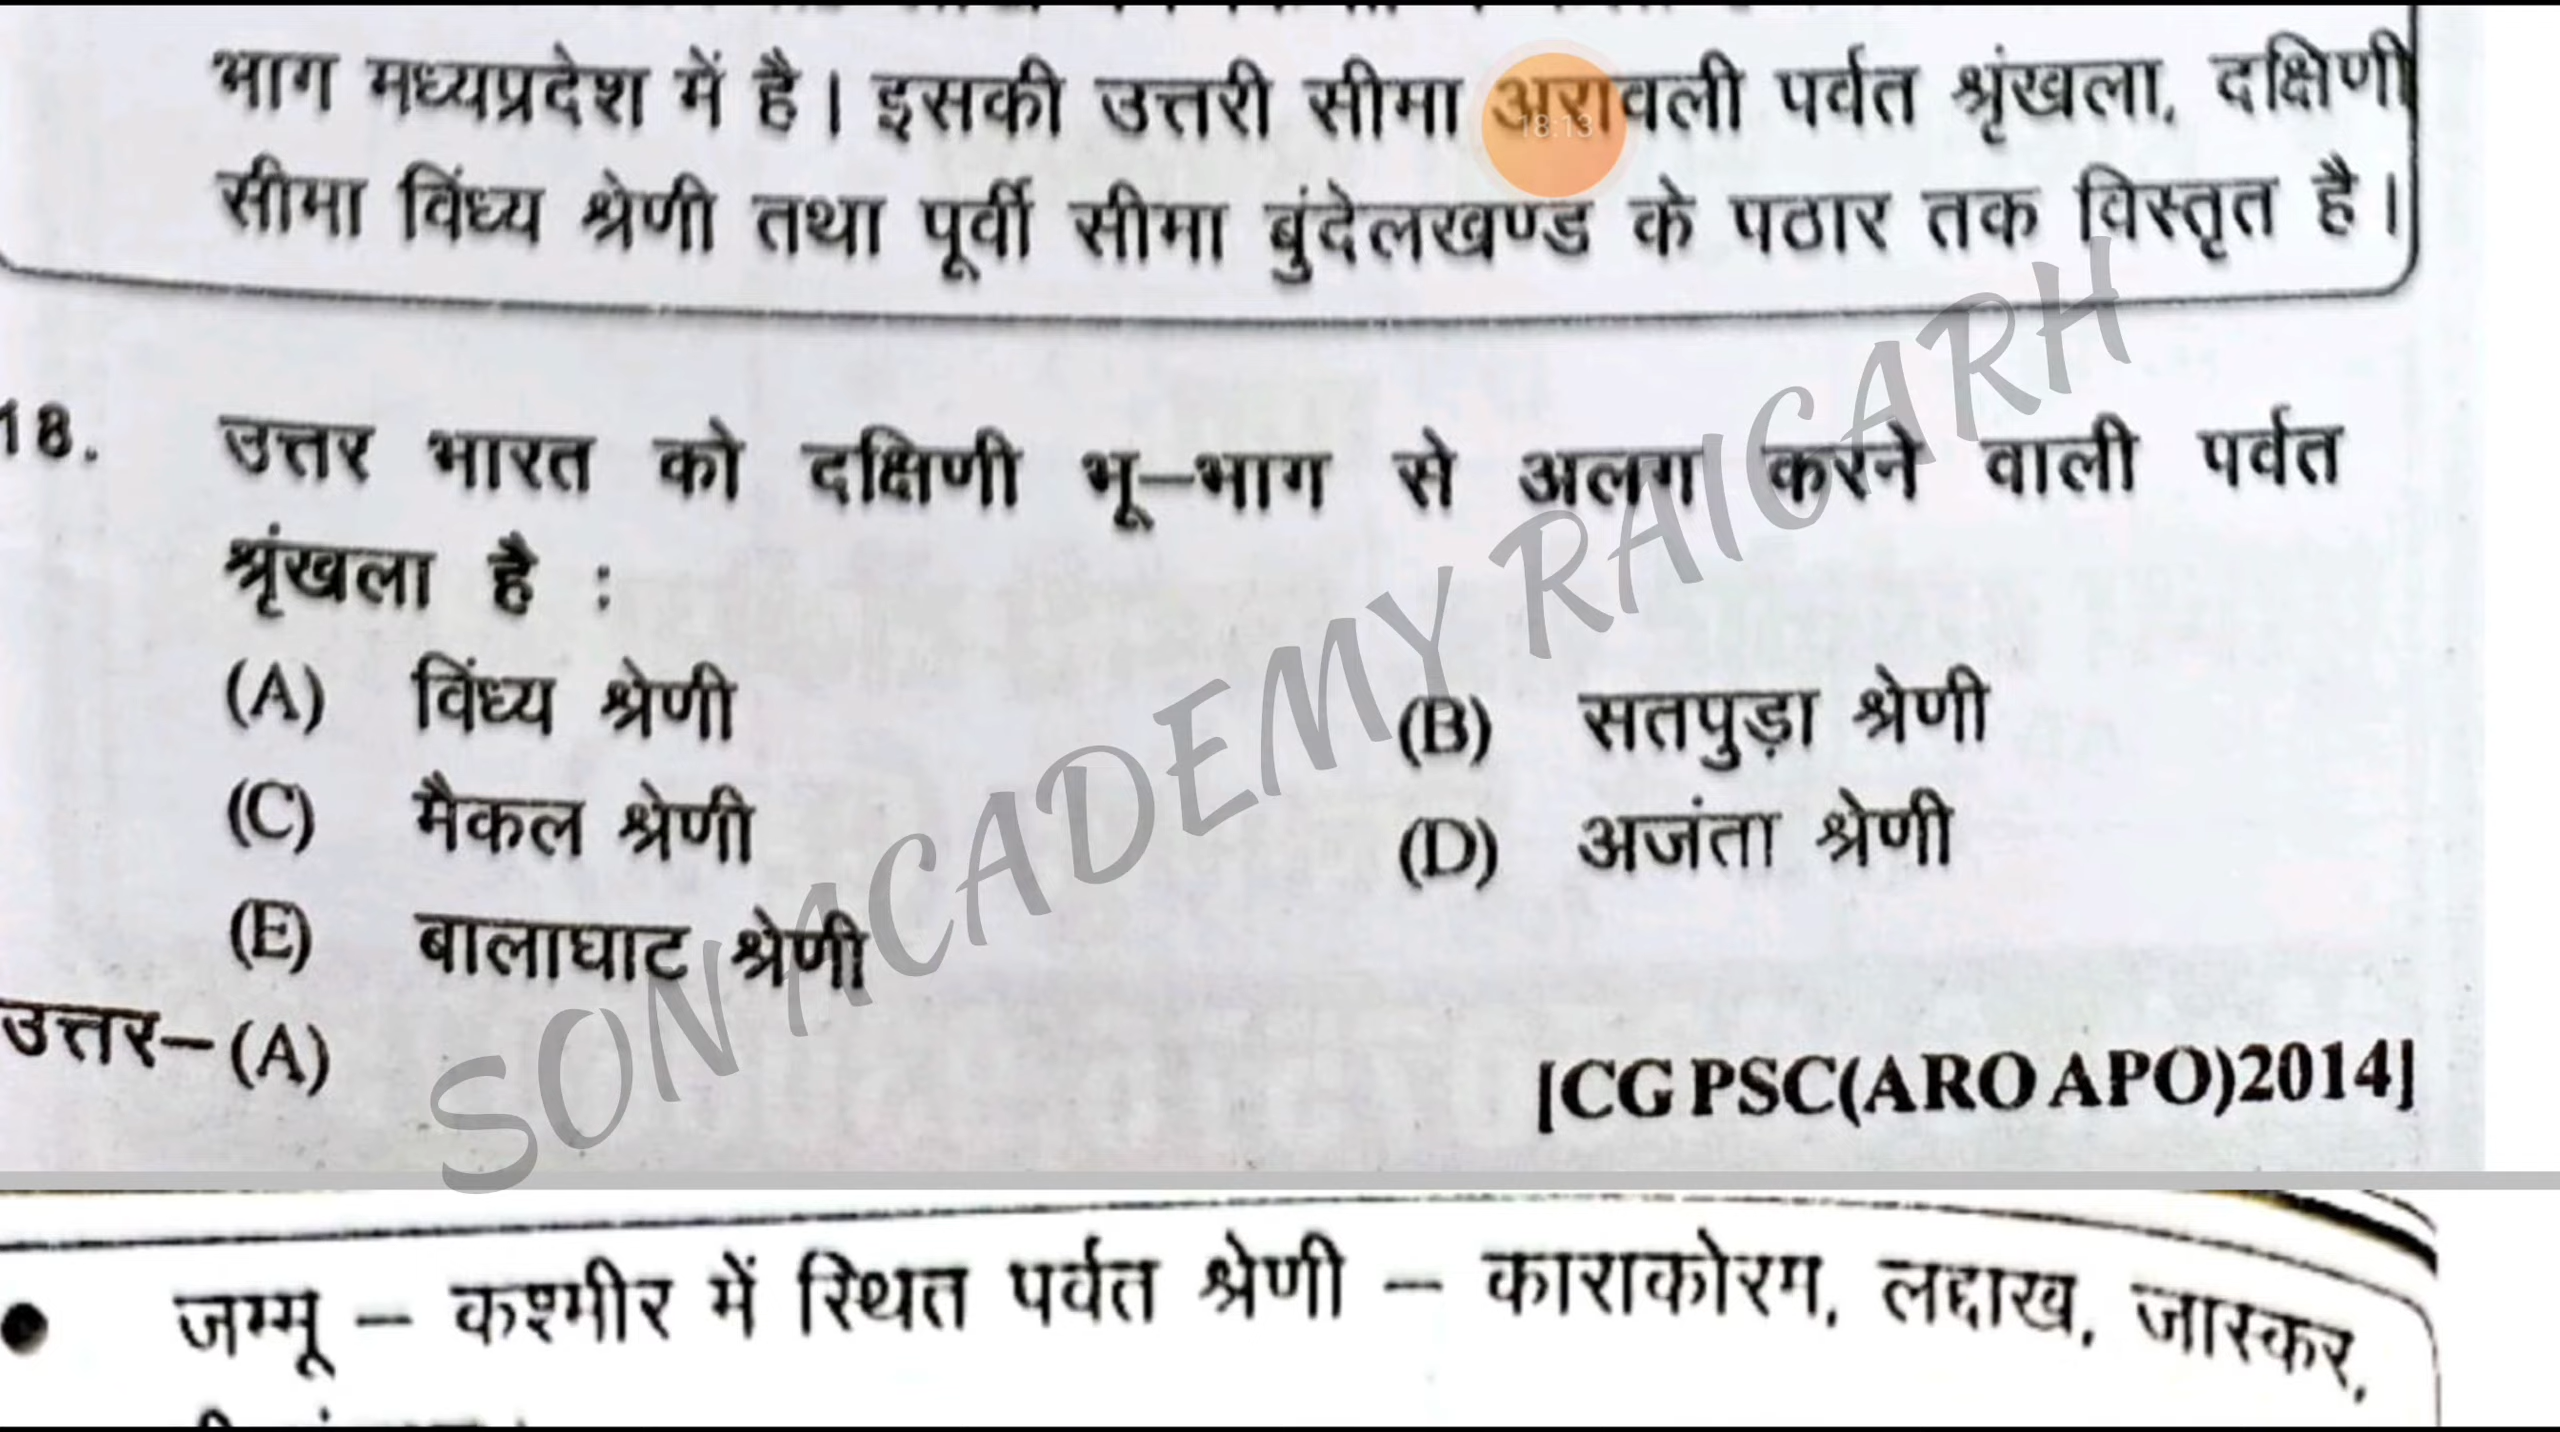 भाग मध्यप्रदेश में है। इसकी उत्तरी सीमा अरावली पर्वत श्रृंखला, दक्षिणी
18:13
सीमा विंध्य श्रेणी तथा पूर्वी सीमा बुंदेलखण्ड के पठार तक विस्तृत है।
18. उत्तर भारत को दक्षिणी भू–भाग से अलग करने वाली पर्वत
श्रृंखला है :
(A) विंध्य श्रेणी (B) सतपुड़ा श्रेणी
(C) मैकल श्रेणी (D) अजंता श्रेणी
(E) बालाघाट श्रेणी
उत्तर– (A)
[CG PSC(ARO APO)2014]
SON ACADEMY RAIGARH
• जम्मू – कश्मीर में स्थित पर्वत श्रेणी – काराकोरम, लद्दाख, जास्कर,